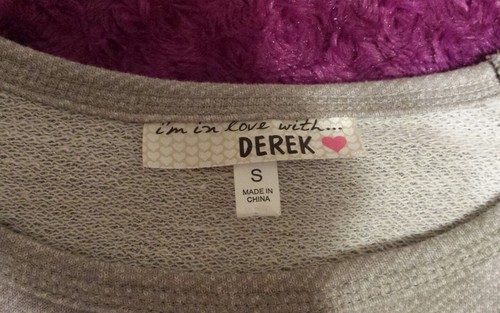 i'm in love with...
DEREK
S
MADE IN
CHINA